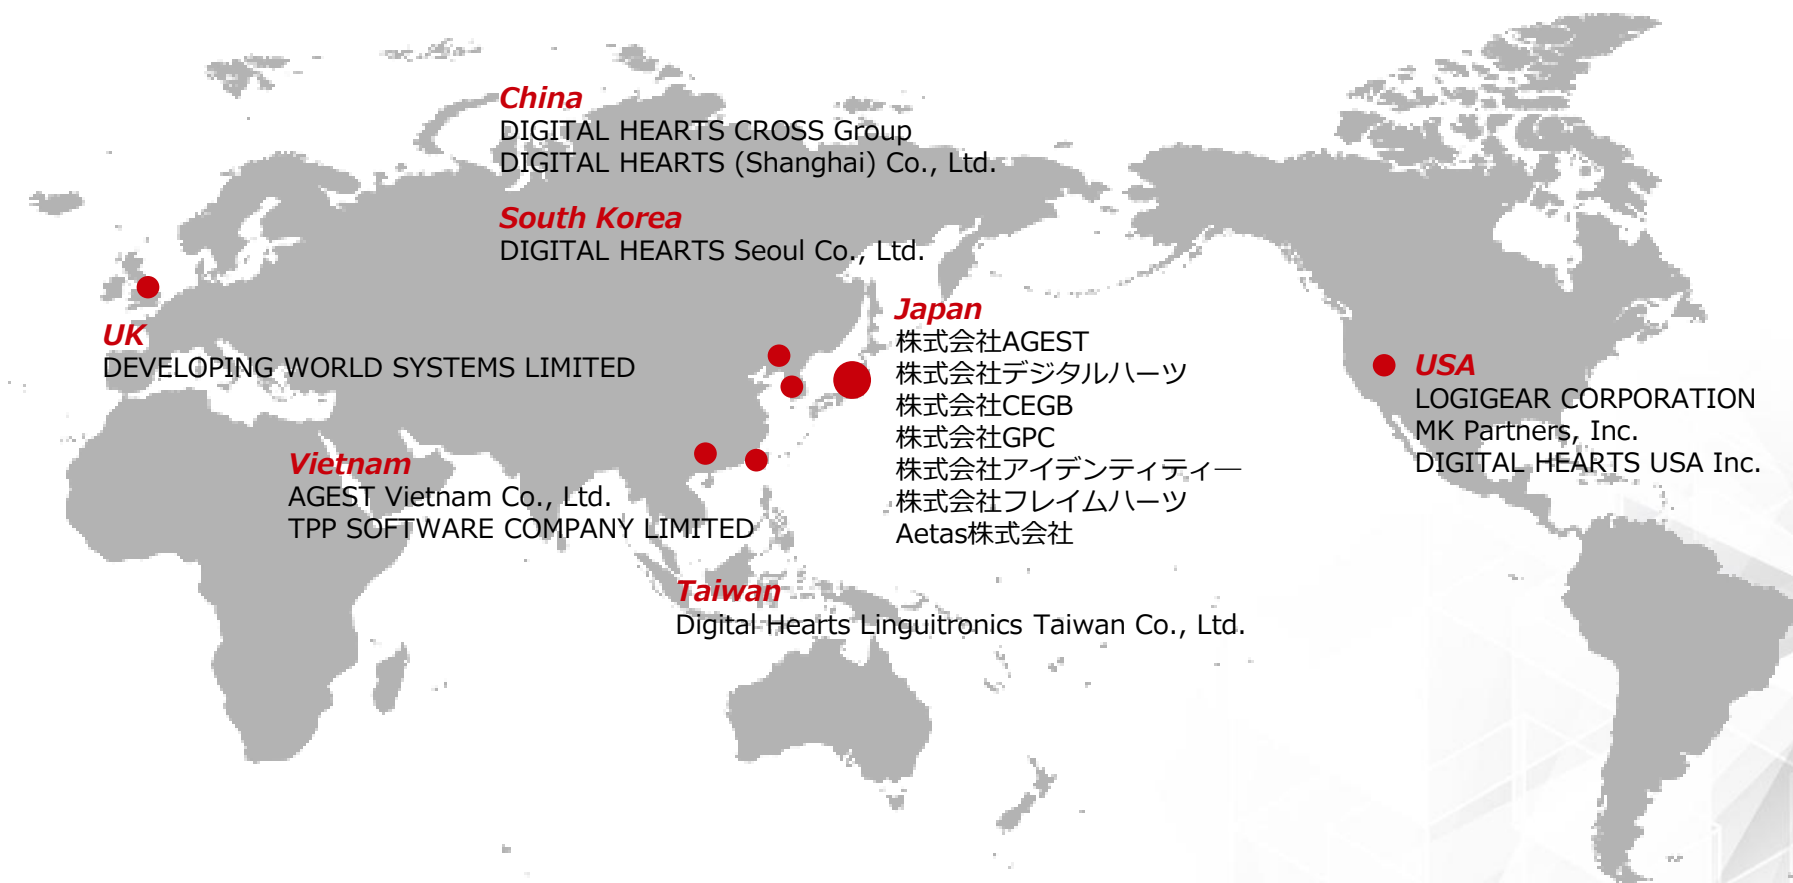 China
DIGITAL HEARTS CROSS Group
DIGITAL HEARTS (Shanghai) Co., Ltd.
South Korea
DIGITAL HEARTS Seoul Co., Ltd.
UK
DEVELOPING WORLD SYSTEMS LIMITED
Japan
株式会社AGEST
株式会社デジタルハーツ
株式会社CEGB
株式会社GPC
株式会社アイデンティティー
株式会社フレイムハーツ
Aetas株式会社
USA
LOGIGEAR CORPORATION
MK Partners, Inc.
DIGITAL HEARTS USA Inc.
Vietnam
AGEST Vietnam Co., Ltd.
TPP SOFTWARE COMPANY LIMITED
Taiwan
Digital Hearts Linguitronics Taiwan Co., Ltd.